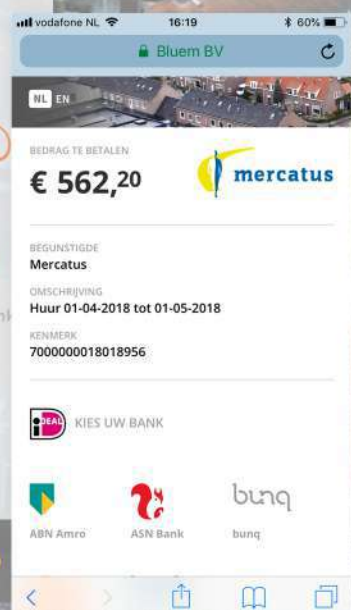 vodafone NL 16:19 60%
Bluem BV
NL EN
BEDRAG TE BETALEN
€ 562,20
mercatus
BEGUNSTIGDE
Mercatus
OMSCHRIJVING
Huur 01-04-2018 tot 01-05-2018
KENMERK
7000000018018956
iDEAL KIES UW BANK
bunq
ABN Amro ASN Bank bunq